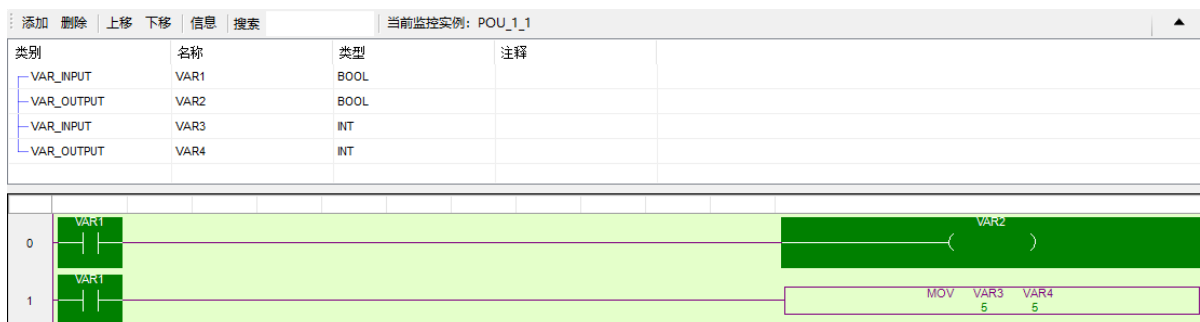 添加 删除 上移 下移 信息 搜索 当前监控实例：POU_1_1
类别 名称 类型 注释
VAR_INPUT VAR1 BOOL
VAR_OUTPUT VAR2 BOOL
VAR_INPUT VAR3 INT
VAR_OUTPUT VAR4 INT
VAR1 VAR2
0
VAR1
1 MOV VAR3 VAR4
5 5